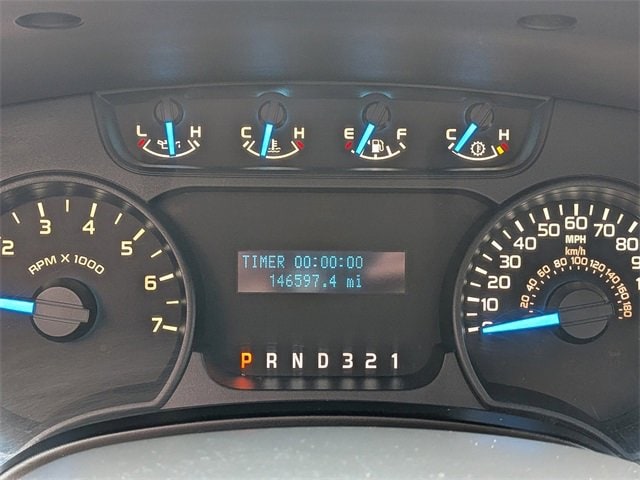 L H
C H
E F
C H
2 3 4 5 6 7
RPM X 1000
TIMER 00:00:00
146597.4 mi
P R N D 3 2 1
20 30 40 50 60 70 80
MPH
km/h
20 40 60 80 100 120 140 160 180